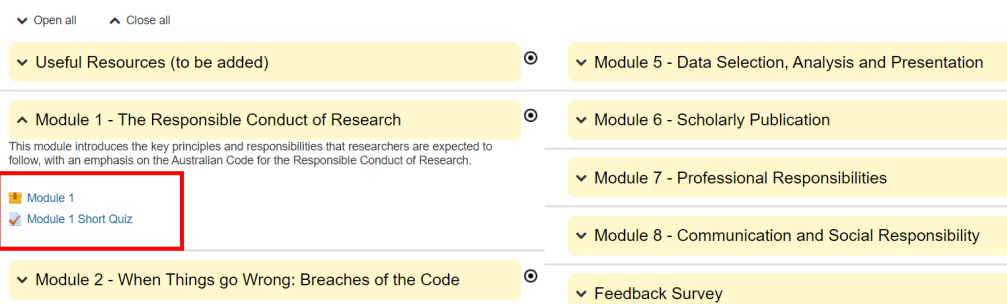 Open all
Close all
Useful Resources (to be added)
Module 1 - The Responsible Conduct of Research
This module introduces the key principles and responsibilities that researchers are expected to
follow, with an emphasis on the Australian Code for the Responsible Conduct of Research.
Module 1
Module 1 Short Quiz
Module 2 - When Things go Wrong: Breaches of the Code
Module 5 - Data Selection, Analysis and Presentation
Module 6 - Scholarly Publication
Module 7 - Professional Responsibilities
Module 8 - Communication and Social Responsibility
Feedback Survey